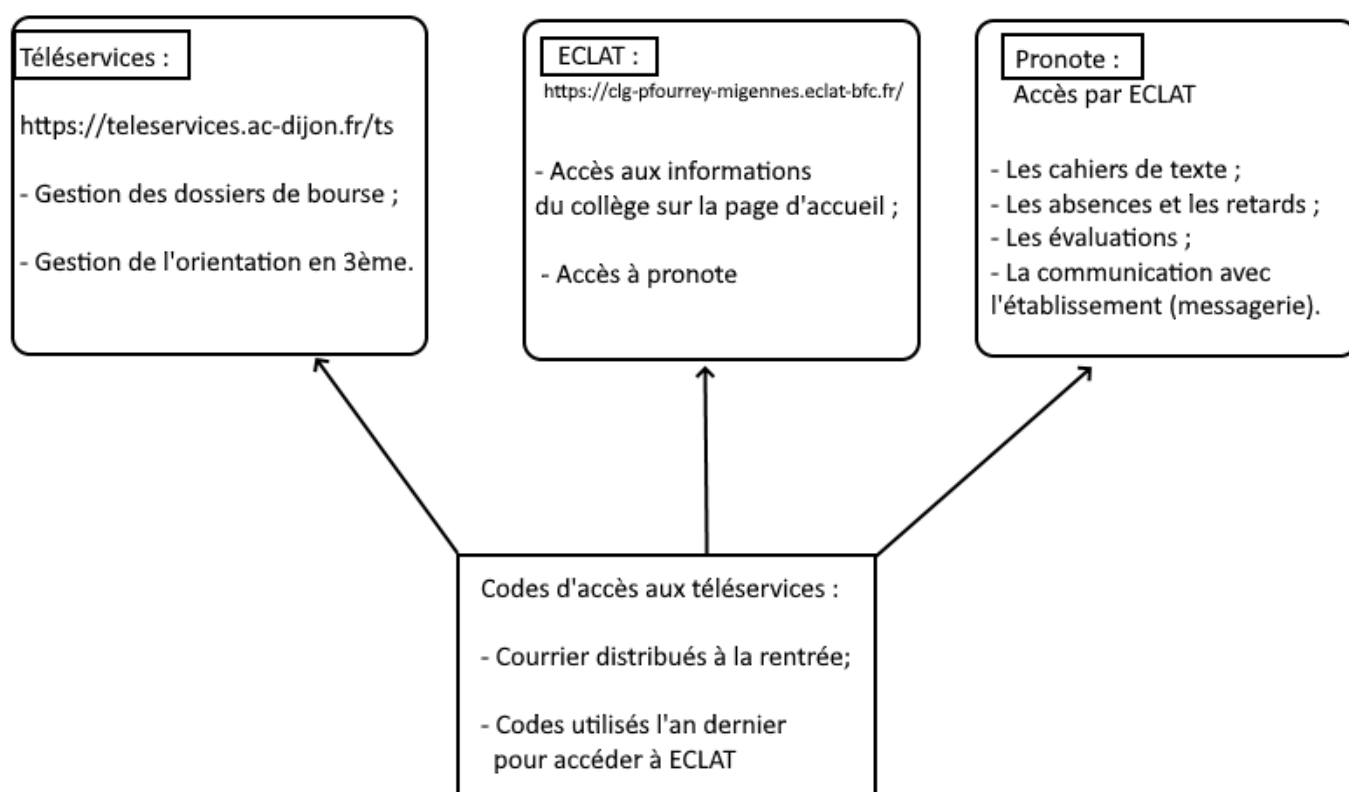 Téléservices :
https://teleservices.ac-dijon.fr/ts
- Gestion des dossiers de bourse ;
- Gestion de l'orientation en 3ème.
ECLAT :
https://clg-pfourrey-migennes.eclat-bfc.fr/
- Accès aux informations
du collège sur la page d'accueil ;
- Accès à pronote
Pronote :
Accès par ECLAT
- Les cahiers de texte ;
- Les absences et les retards ;
- Les évaluations ;
- La communication avec
l'établissement (messagerie).
Codes d'accès aux téléservices :
- Courrier distribués à la rentrée;
- Codes utilisés l'an dernier
pour accéder à ECLAT